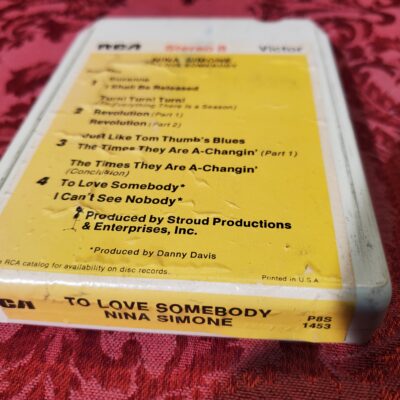 RCA Stereo 8 Victor
NINA SIMONE
TO LOVE SOMEBODY
1 Suzanne
I Shall Be Released
Turn! Turn! Turn!
(To Everything There Is a Season)
2 Revolution (Part 1)
Revolution (Part 2)
Just Like Tom Thumb's Blues
3 The Times They Are A-Changin' (Part 1)
The Times They Are A-Changin'
(Conclusion)
4 To Love Somebody*
I Can't See Nobody*
Produced by Stroud Productions
& Enterprises, Inc.
*Produced by Danny Davis
RCA catalog for availability on disc records.
Printed in U.S.A
RCA TO LOVE SOMEBODY P8S
NINA SIMONE 1453